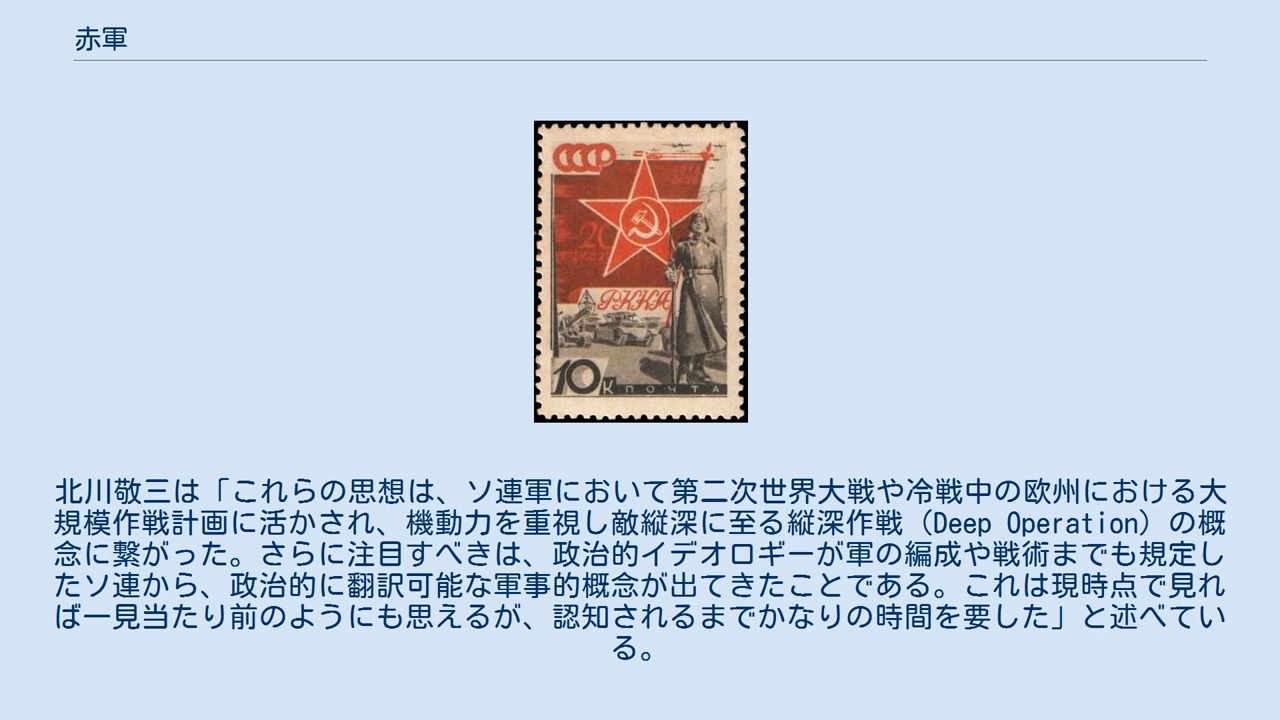 赤軍
СССР
20
РККА
10К ПОЧТА
北川敬三は「これらの思想は、ソ連軍において第二次世界大戦や冷戦中の欧州における大
規模作戦計画に活かされ、機動力を重視し敵縦深に至る縦深作戦（Deep Operation）の概
念に繋がった。さらに注目すべきは、政治的イデオロギーが軍の編成や戦術までも規定し
たソ連から、政治的に翻訳可能な軍事的概念が出てきたことである。これは現時点で見れ
ば一見当たり前のようにも思えるが、認知されるまでかなりの時間を要した」と述べてい
る。